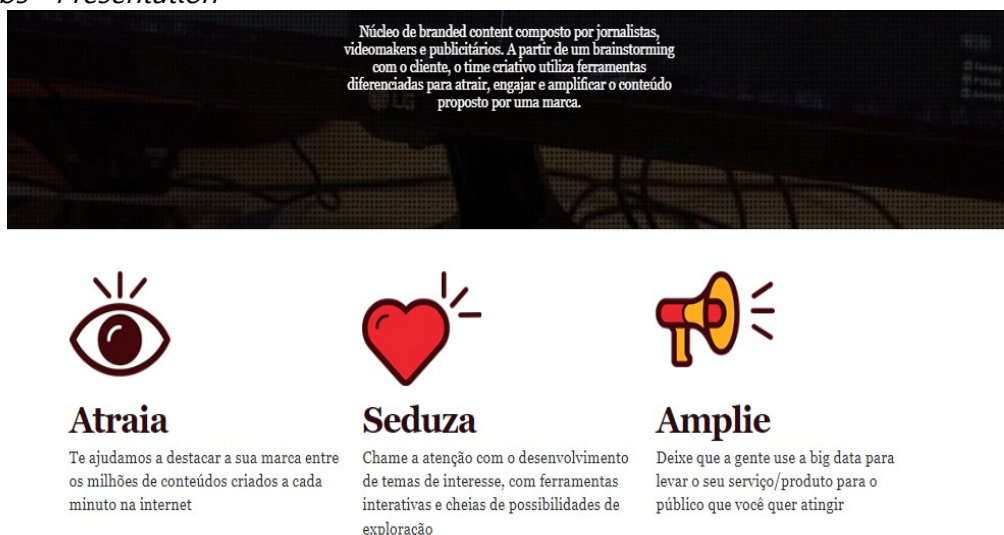 Presentation
Núcleo de branded content composto por jornalistas,
videomakers e publicitários. A partir de um brainstorming
com o cliente, o time criativo utiliza ferramentas
diferenciadas para atrair, engajar e amplificar o conteúdo
proposto por uma marca.
LG
Atraia
Te ajudamos a destacar a sua marca entre
os milhões de conteúdos criados a cada
minuto na internet
Seduza
Chame a atenção com o desenvolvimento
de temas de interesse, com ferramentas
interativas e cheias de possibilidades de
exploração
Amplie
Deixe que a gente use a big data para
levar o seu serviço/produto para o
público que você quer atingir